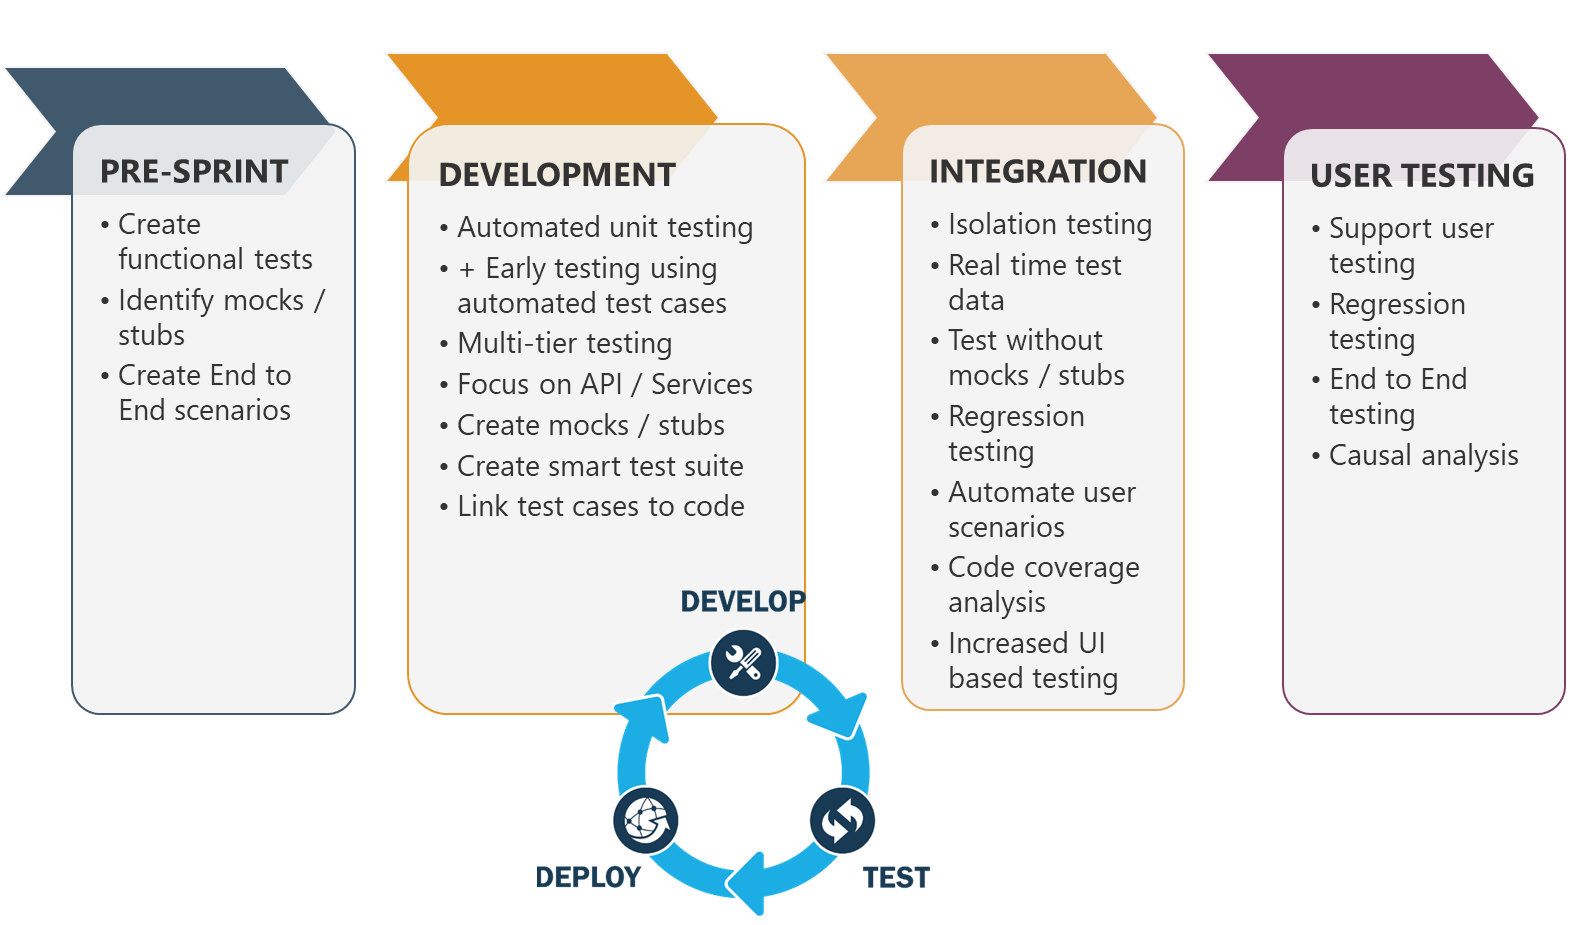 PRE-SPRINT
• Create
functional tests
• Identify mocks /
stubs
• Create End to
End scenarios
DEVELOPMENT
• Automated unit testing
• + Early testing using
automated test cases
• Multi-tier testing
• Focus on API / Services
• Create mocks / stubs
• Create smart test suite
• Link test cases to code
INTEGRATION
• Isolation testing
• Real time test
data
• Test without
mocks / stubs
• Regression
testing
• Automate user
scenarios
• Code coverage
analysis
• Increased UI
based testing
USER TESTING
• Support user
testing
• Regression
testing
• End to End
testing
• Causal analysis
DEVELOP
DEPLOY
TEST